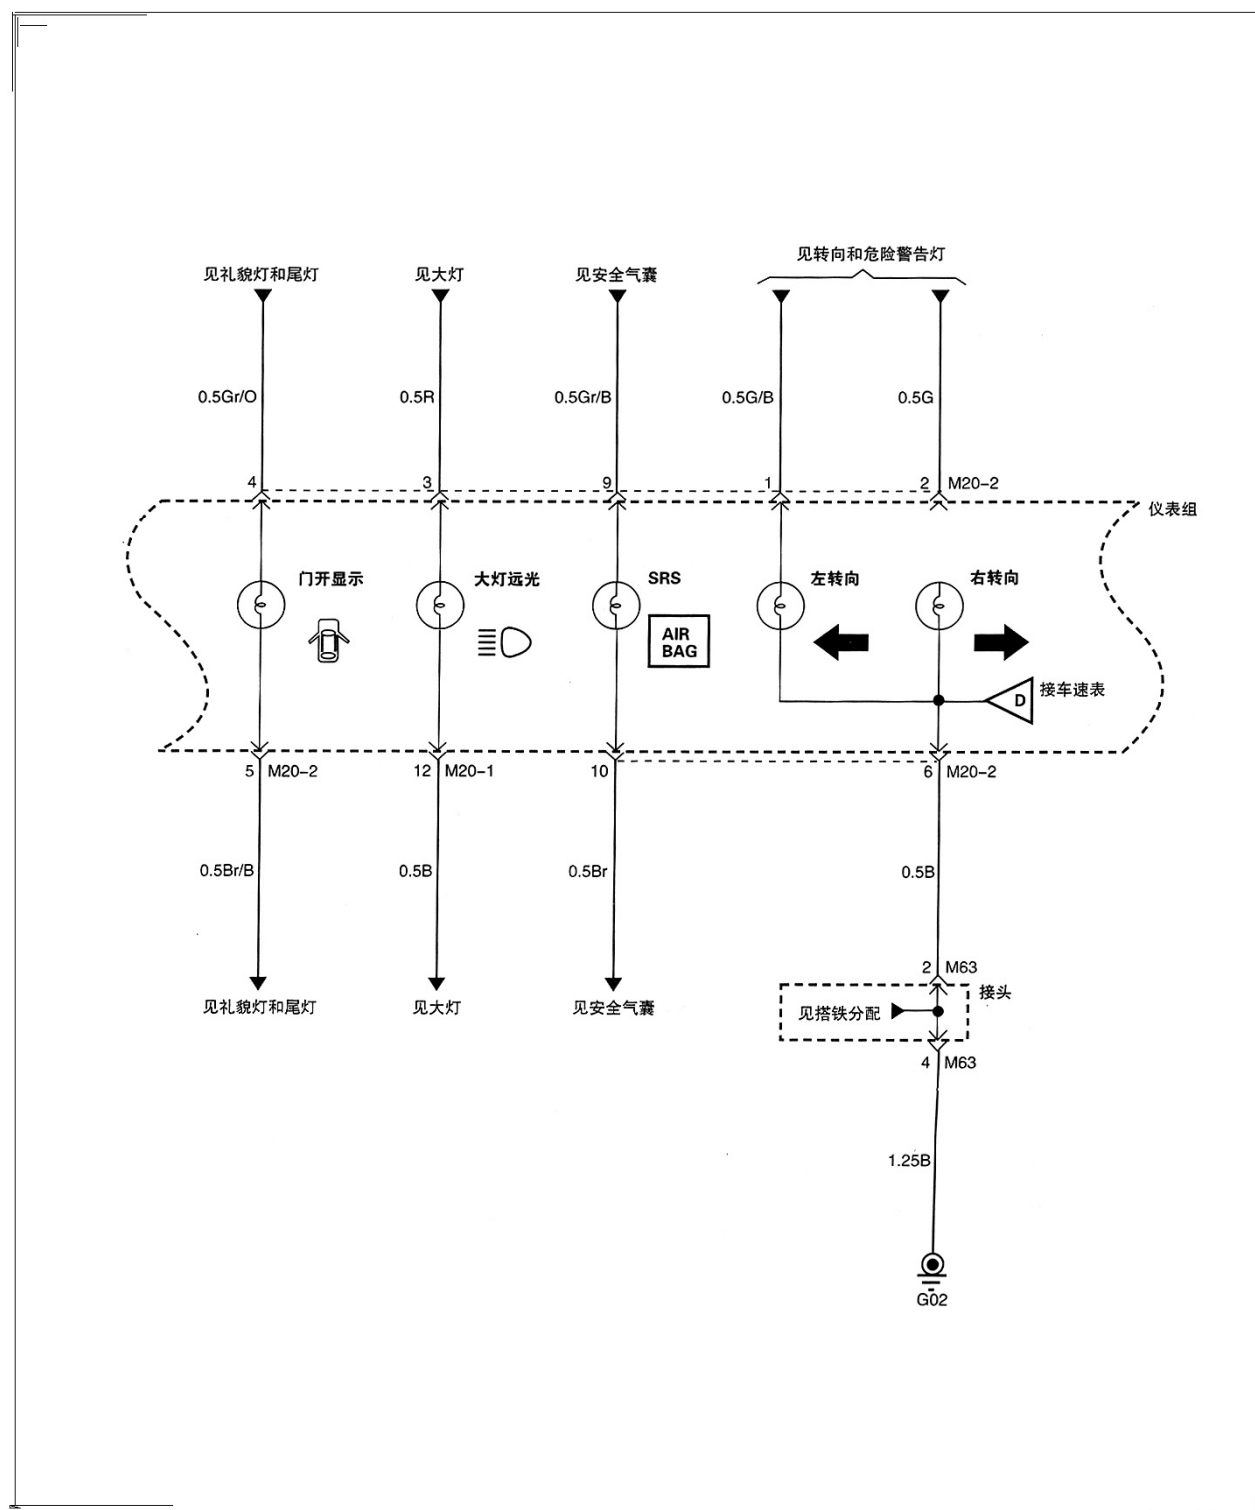 见转向和危险警告灯
见礼貌灯和尾灯 见大灯 见安全气囊
0.5Gr/O 0.5R 0.5Gr/B 0.5G/B 0.5G
4 3 9 1 2 M20-2
仪表组
门开显示 大灯远光 SRS 左转向 右转向
AIR
BAG
D 接车速表
5 M20-2 12 M20-1 10 6 M20-2
0.5Br/B 0.5B 0.5Br 0.5B
2 M63
接头
见礼貌灯和尾灯 见大灯 见安全气囊 见搭铁分配
4 M63
1.25B
G02